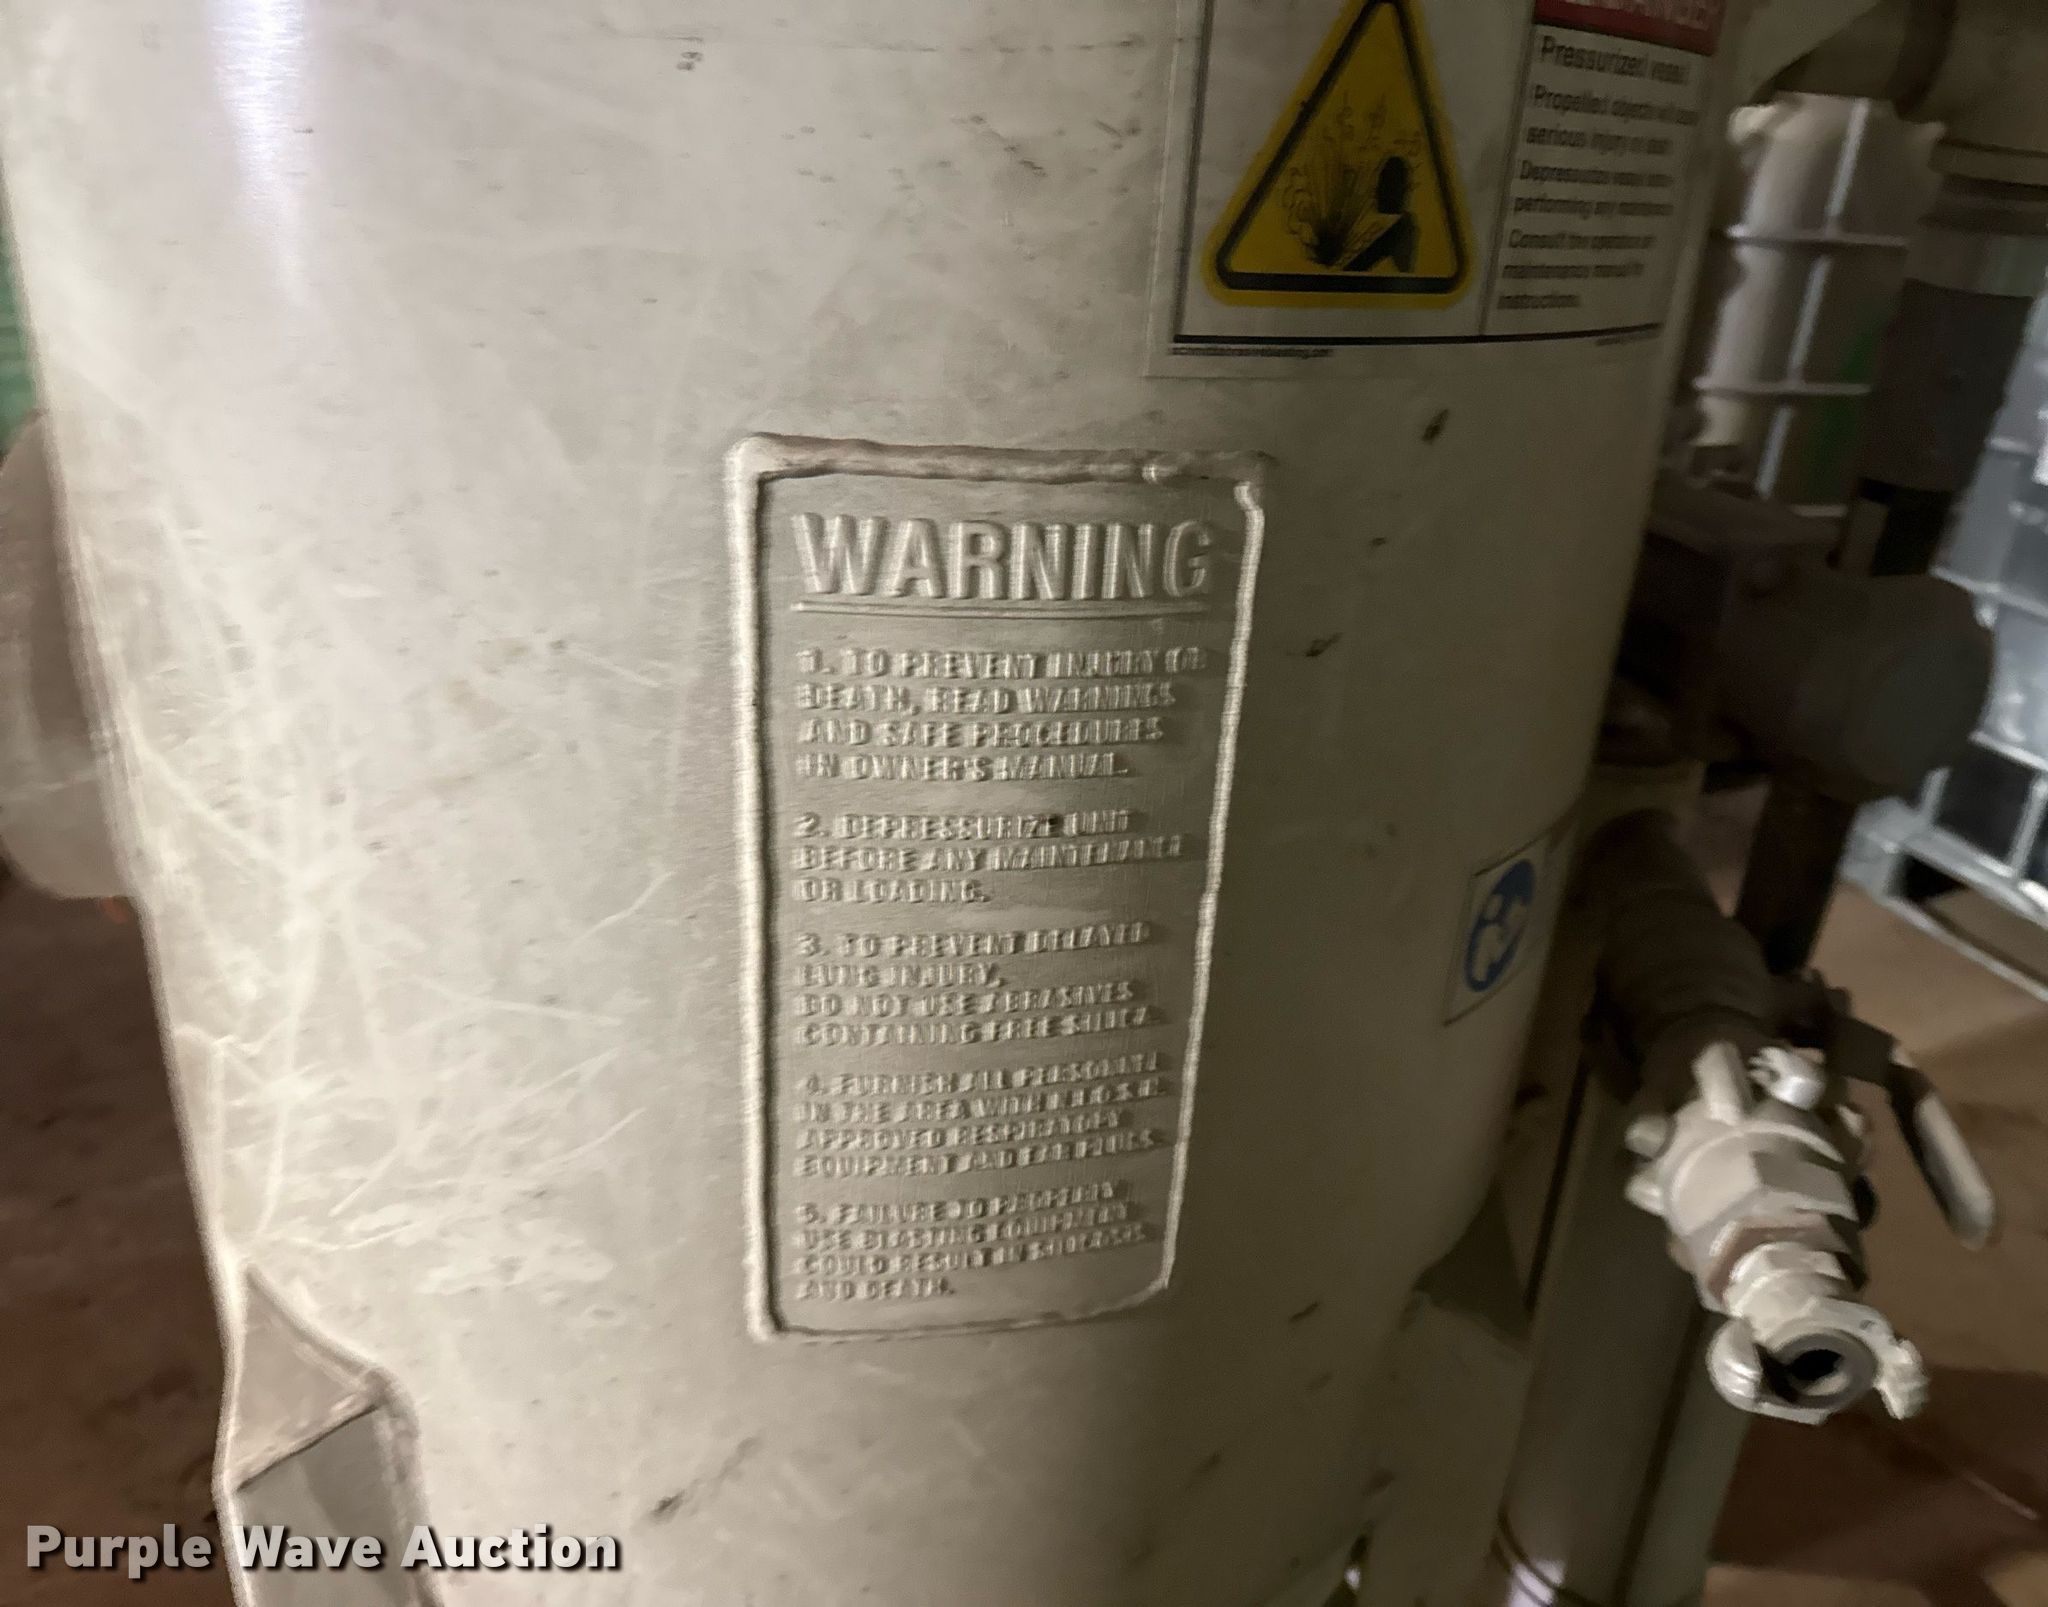 Pressurized vessel.
Propelled objects will cause
serious injury or death.
Depressurize vessel before
performing any maintenance.
Consult the operation and
maintenance manual for
instructions.
WARNING
1. TO PREVENT INJURY OR
DEATH, READ WARNINGS
AND SAFE PROCEDURES
IN OWNER'S MANUAL.
2. DEPRESSURIZE UNIT
BEFORE ANY MAINTENANCE
OR LOADING.
3. TO PREVENT DELAYED
LUNG INJURY,
DO NOT USE ABRASIVES
CONTAINING FREE SILICA.
4. FURNISH ALL PERSONNEL
IN THE AREA WITH N.I.O.S.H.
APPROVED RESPIRATORY
EQUIPMENT AND EAR PLUGS.
5. FAILURE TO PROPERLY
USE BLASTING EQUIPMENT
COULD RESULT IN SILICOSIS
AND DEATH.
Purple Wave Auction